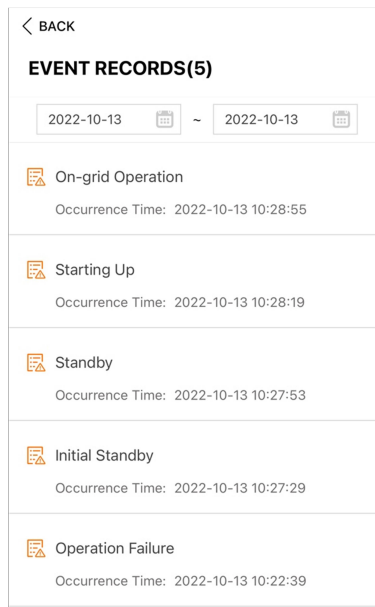 BACK
EVENT RECORDS(5)
2022-10-13 ~ 2022-10-13
On-grid Operation
Occurrence Time: 2022-10-13 10:28:55
Starting Up
Occurrence Time: 2022-10-13 10:28:19
Standby
Occurrence Time: 2022-10-13 10:27:53
Initial Standby
Occurrence Time: 2022-10-13 10:27:29
Operation Failure
Occurrence Time: 2022-10-13 10:22:39